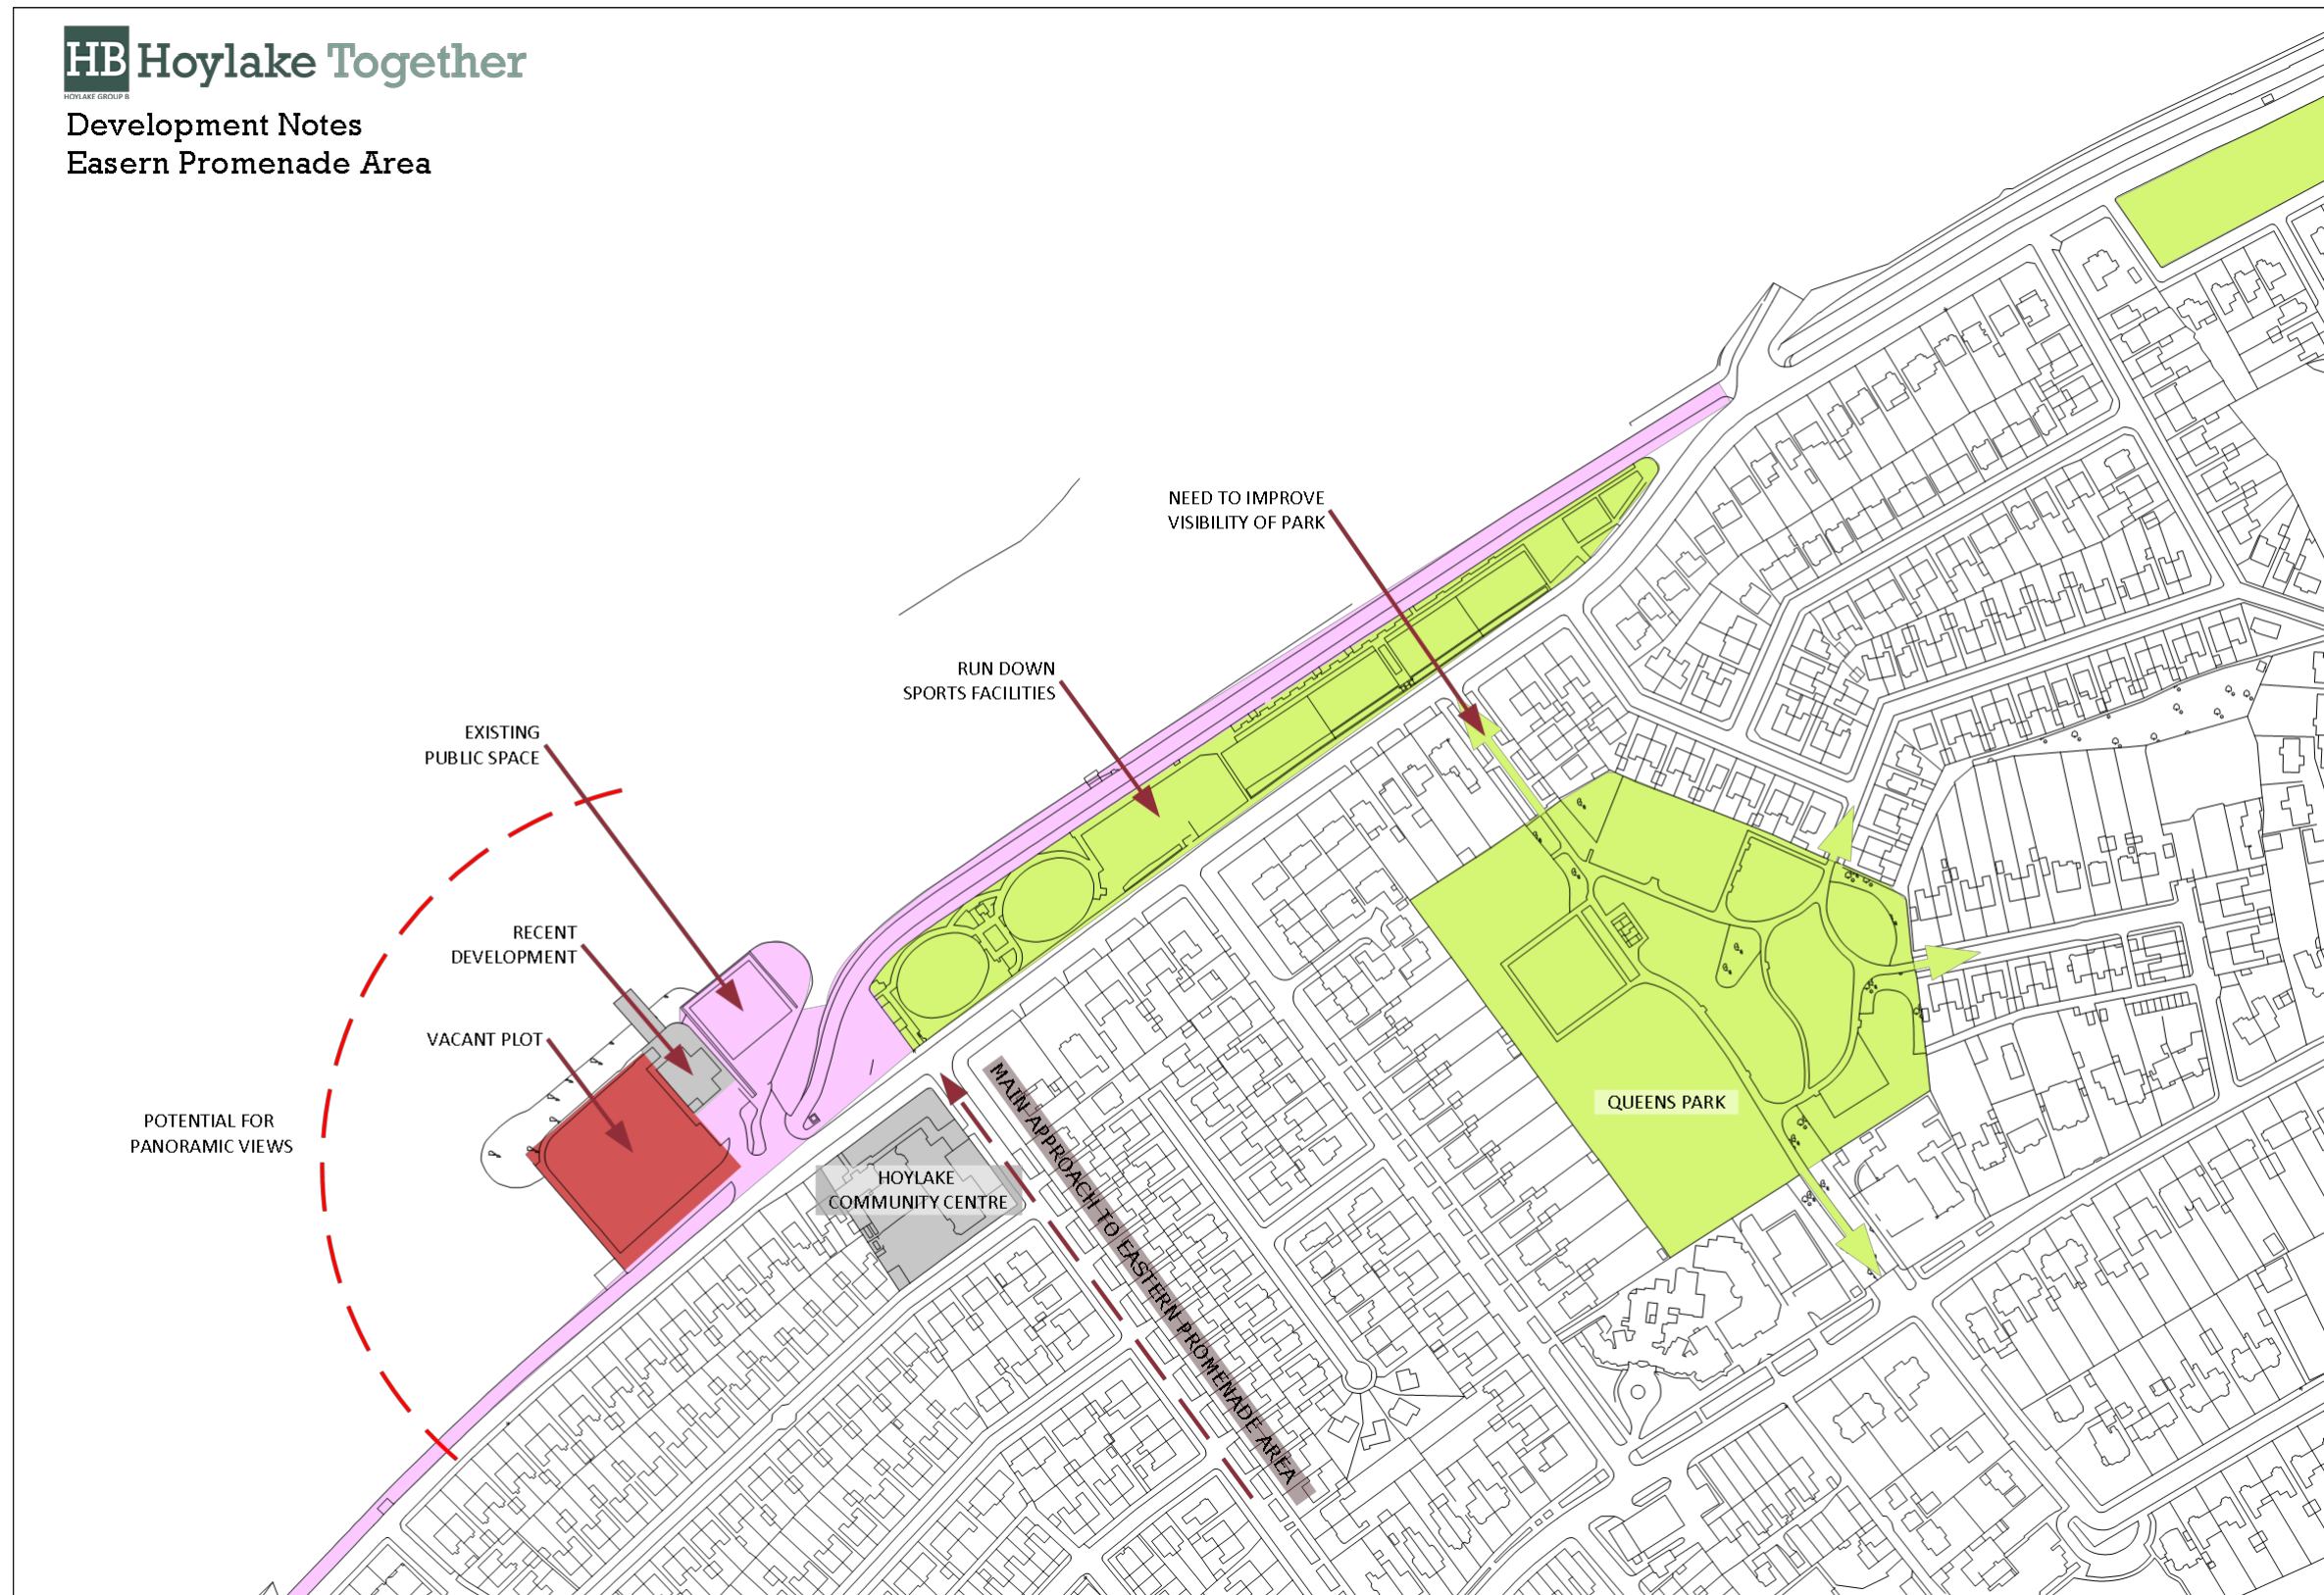 HB Hoylake Together
HOYLAKE GROUP B
Development Notes
Easern Promenade Area
NEED TO IMPROVE
VISIBILITY OF PARK
RUN DOWN
SPORTS FACILITIES
EXISTING
PUBLIC SPACE
RECENT
DEVELOPMENT
VACANT PLOT
POTENTIAL FOR
PANORAMIC VIEWS
HOYLAKE
COMMUNITY CENTRE
MAIN APPROACH TO EASTERN PROMENADE AREA
QUEENS PARK